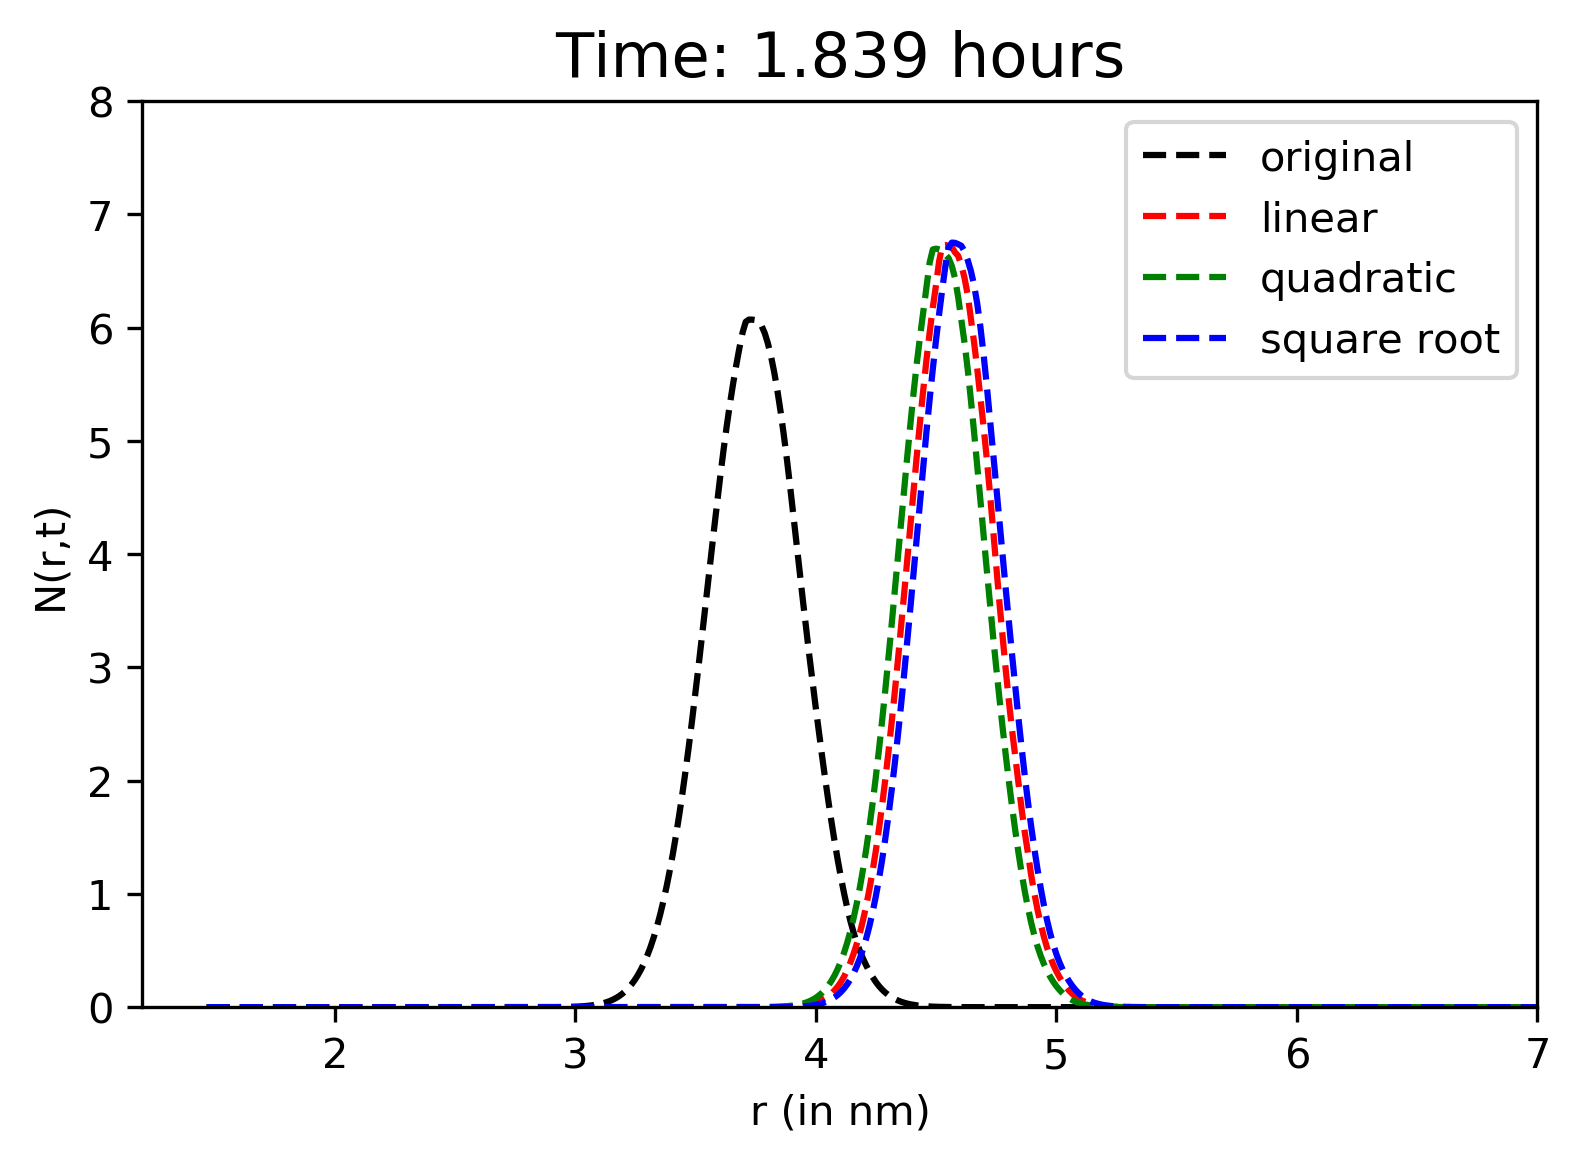 Time: 1.839 hours
8
7
6
5
4
3
2
1
0
N(r,t)
original
linear
quadratic
square root
2 3 4 5 6 7
r (in nm)